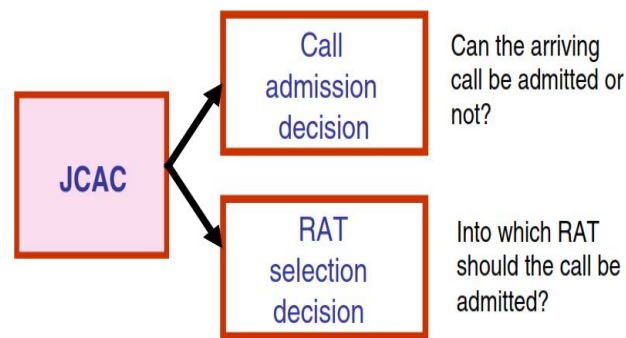 JCAC
Call
admission
decision
Can the arriving
call be admitted or
not?
RAT
selection
decision
Into which RAT
should the call be
admitted?